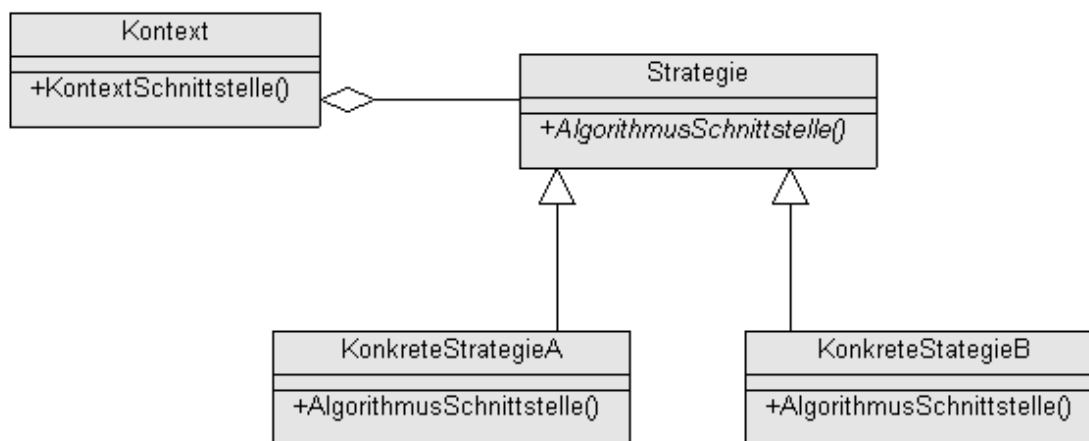 Kontext
+KontextSchnittstelle()
Strategie
+AlgorithmusSchnittstelle()
KonkreteStrategieA
+AlgorithmusSchnittstelle()
KonkreteStategieB
+AlgorithmusSchnittstelle()